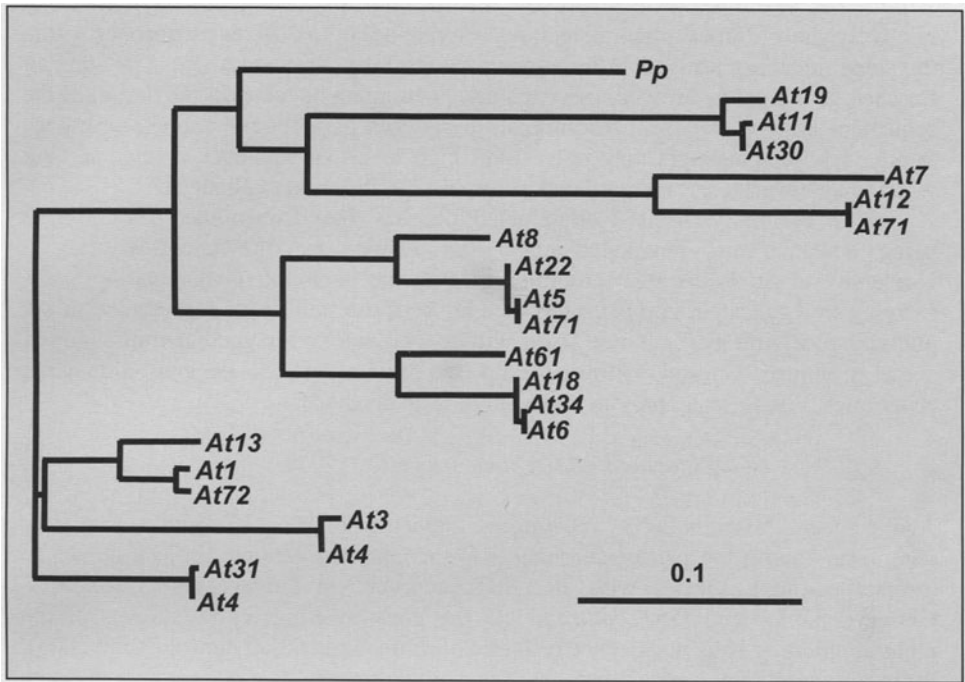 Pp
At19
At11
At30
At7
At12
At71
At8
At22
At5
At71
At61
At18
At34
At6
At13
At1
At72
At3
At4
At31
At4
0.1